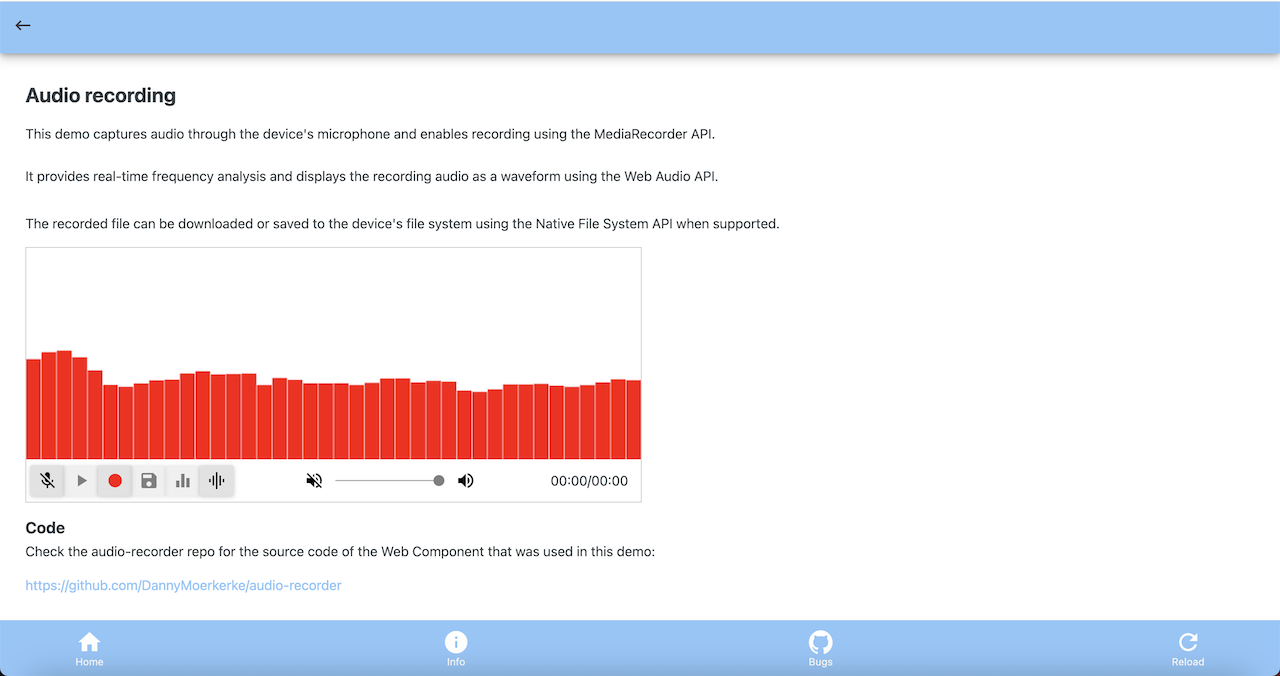 Audio recording
This demo captures audio through the device's microphone and enables recording using the MediaRecorder API.
It provides real-time frequency analysis and displays the recording audio as a waveform using the Web Audio API.
The recorded file can be downloaded or saved to the device's file system using the Native File System API when supported.
00:00/00:00
Code
Check the audio-recorder repo for the source code of the Web Component that was used in this demo:
https://github.com/DannyMoerkerke/audio-recorder
Home
Info
Bugs
Reload